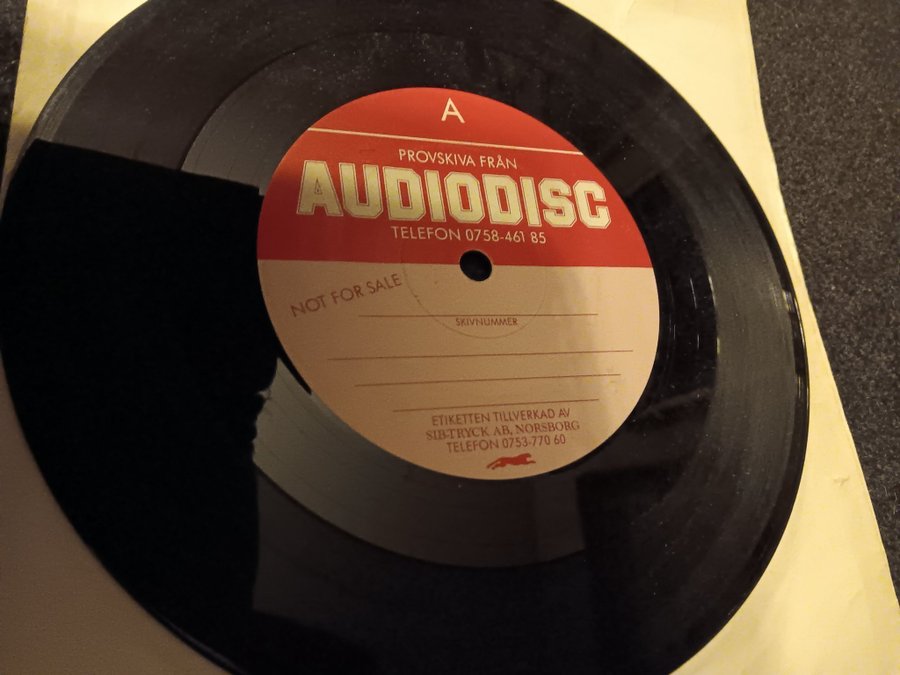 A
PROVSKIVA FRÅN
AUDIODISC
TELEFON 0758-461 85
NOT FOR SALE
SKIVNUMMER
ETIKETTEN TILLVERKAD AV
SIB-TRYCK AB, NORSBORG
TELEFON 0753-770 60